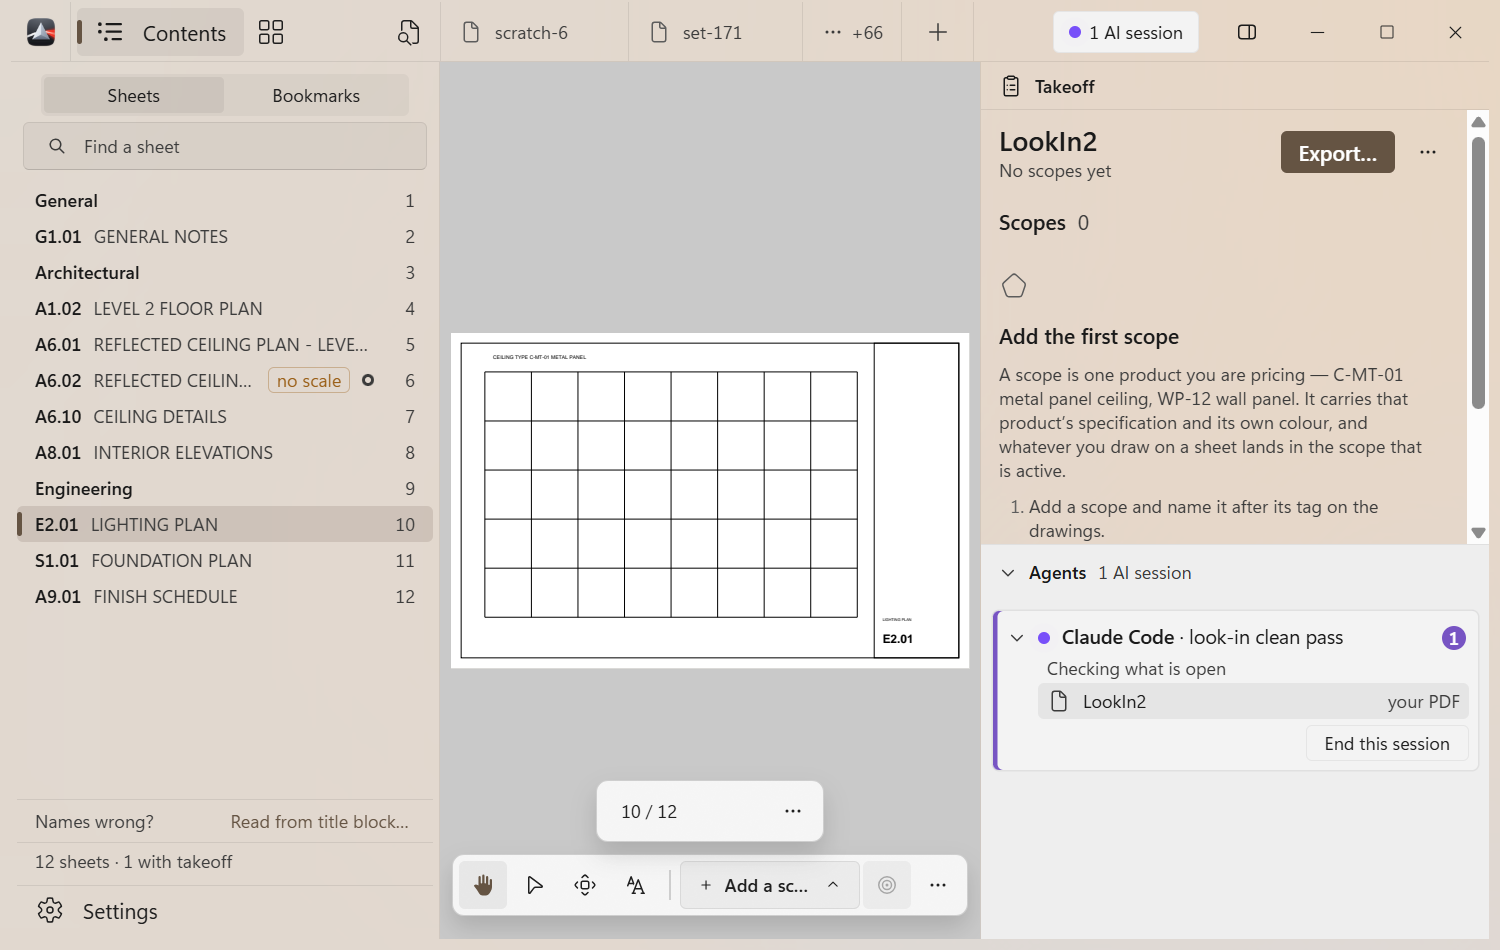 Contents
scratch-6
set-171
··· +66
1 AI session
Sheets
Bookmarks
Find a sheet
General 1
G1.01 GENERAL NOTES 2
Architectural 3
A1.02 LEVEL 2 FLOOR PLAN 4
A6.01 REFLECTED CEILING PLAN - LEVE... 5
A6.02 REFLECTED CEILIN... no scale 6
A6.10 CEILING DETAILS 7
A8.01 INTERIOR ELEVATIONS 8
Engineering 9
E2.01 LIGHTING PLAN 10
S1.01 FOUNDATION PLAN 11
A9.01 FINISH SCHEDULE 12
Names wrong? Read from title block...
12 sheets · 1 with takeoff
Settings
CEILING TYPE C-MT-01 METAL PANEL
LIGHTING PLAN
E2.01
10 / 12
Add a sc...
Takeoff
LookIn2
No scopes yet
Export...
Scopes 0
Add the first scope
A scope is one product you are pricing — C-MT-01
metal panel ceiling, WP-12 wall panel. It carries that
product's specification and its own colour, and
whatever you draw on a sheet lands in the scope that
is active.
1. Add a scope and name it after its tag on the
drawings.
Agents 1 AI session
Claude Code · look-in clean pass 1
Checking what is open
LookIn2 your PDF
End this session